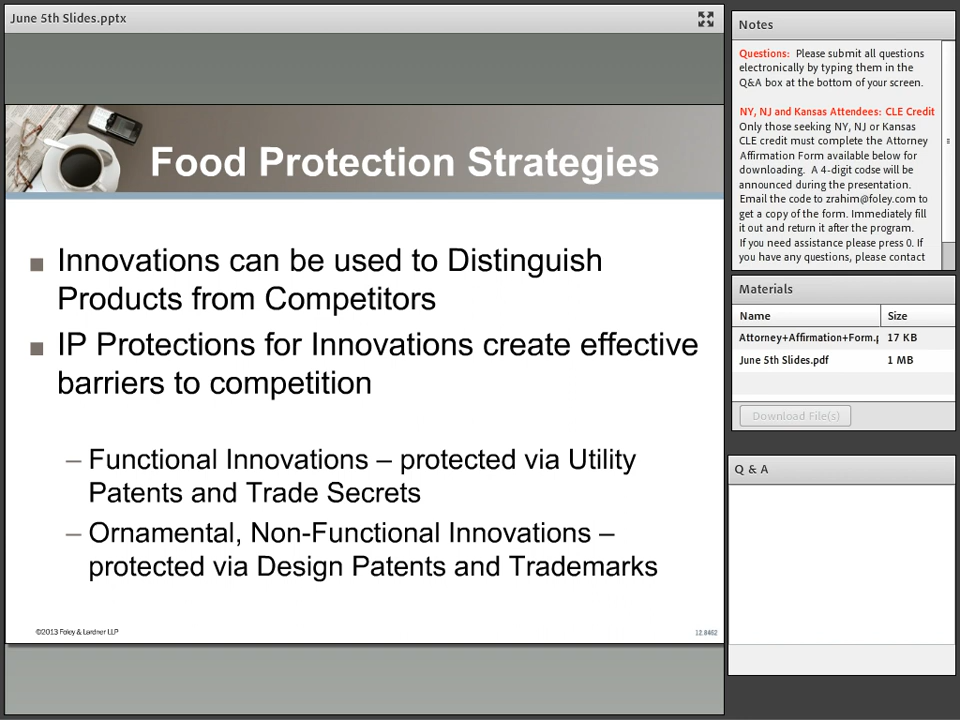 June 5th Slides.pptx
Food Protection Strategies
■ Innovations can be used to Distinguish
Products from Competitors
■ IP Protections for Innovations create effective
barriers to competition
– Functional Innovations – protected via Utility
Patents and Trade Secrets
– Ornamental, Non-Functional Innovations –
protected via Design Patents and Trademarks
©2013 Foley & Lardner LLP
12.8462
Notes
Questions: Please submit all questions
electronically by typing them in the
Q&A box at the bottom of your screen.
NY, NJ and Kansas Attendees: CLE Credit
Only those seeking NY, NJ or Kansas
CLE credit must complete the Attorney
Affirmation Form available below for
downloading. A 4-digit codse will be
announced during the presentation.
Email the code to zrahim@foley.com to
get a copy of the form. Immediately fill
it out and return it after the program.
If you need assistance please press 0. If
you have any questions, please contact
Materials
Name Size
Attorney+Affirmation+Form.p 17 KB
June 5th Slides.pdf 1 MB
Download File(s)
Q & A